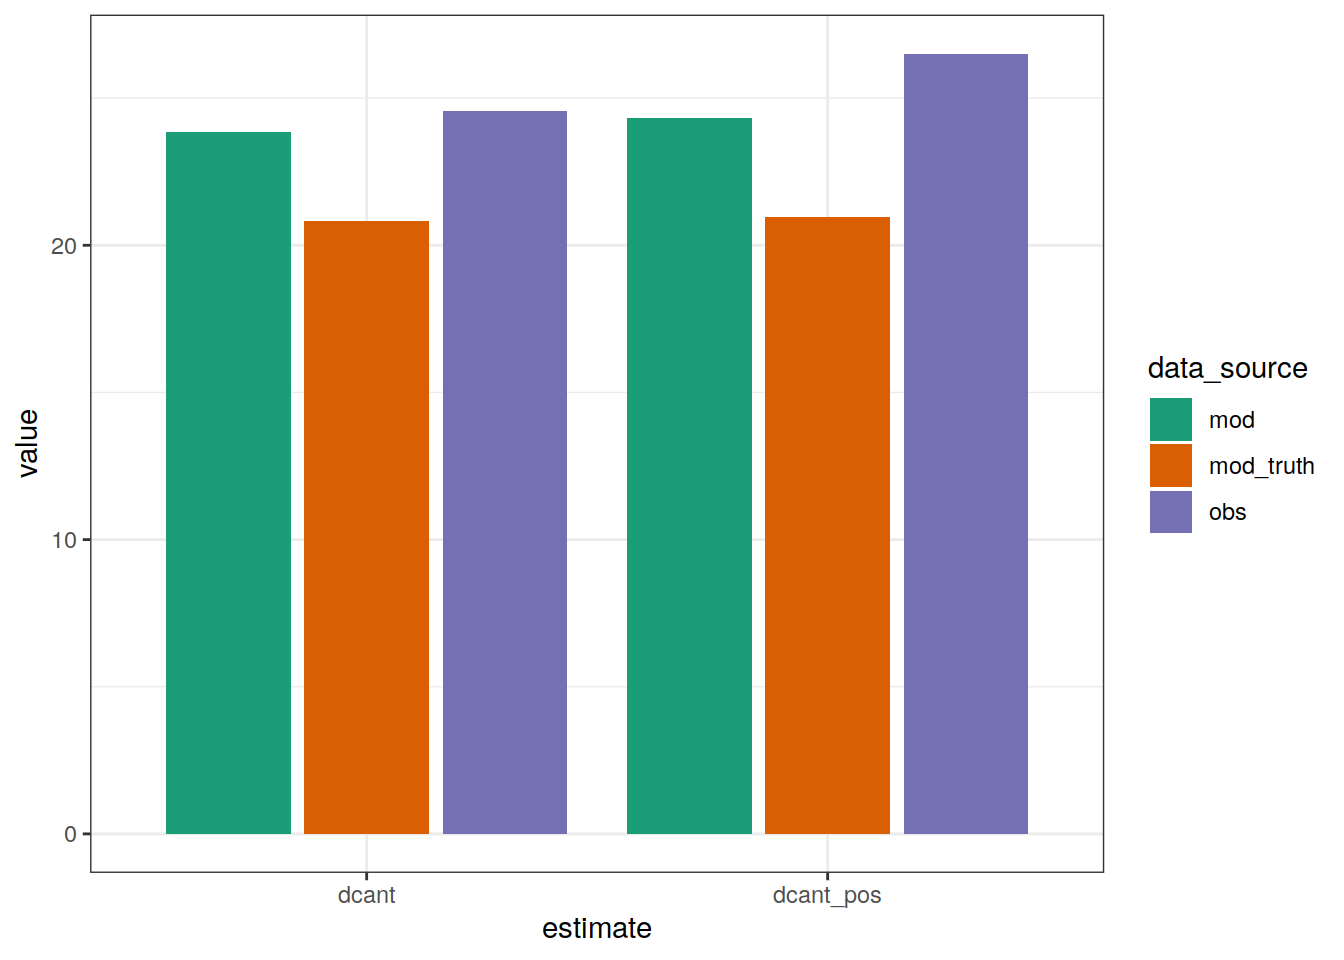 value
20
10
0
dcant
dcant_pos
estimate
data_source
mod
mod_truth
obs